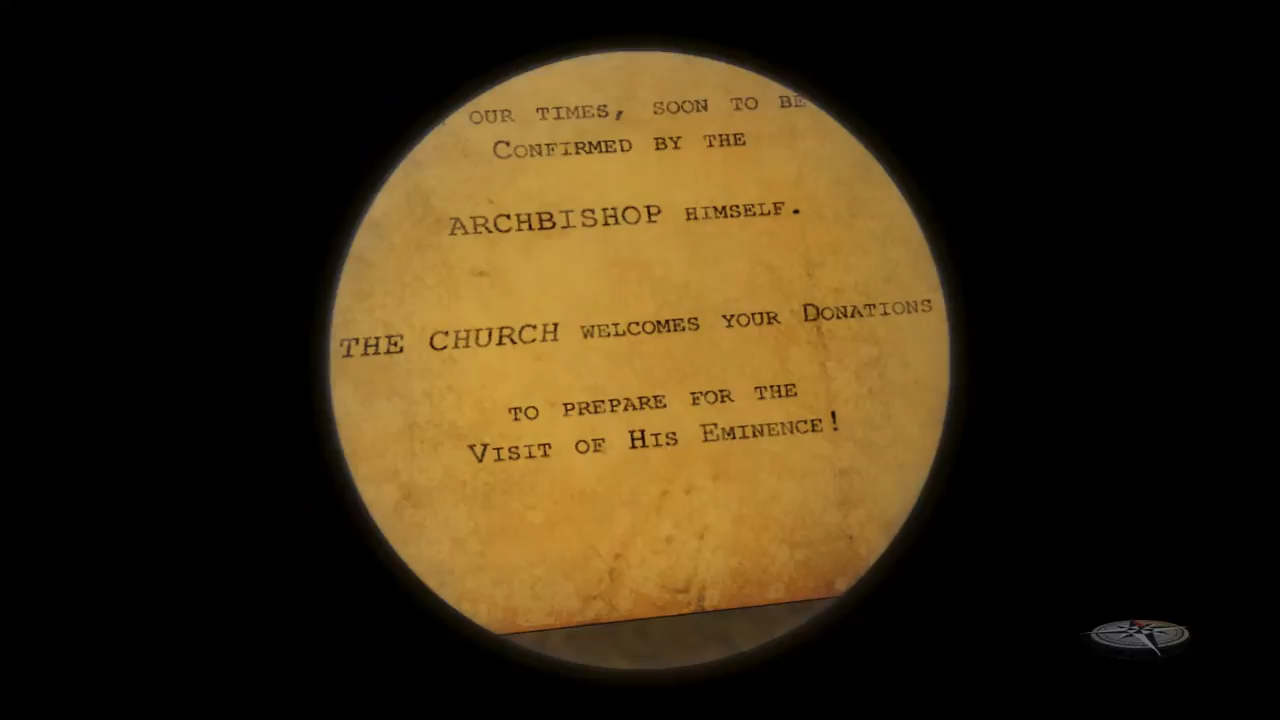 OUR TIMES, SOON TO BE
CONFIRMED BY THE
ARCHBISHOP HIMSELF.
THE CHURCH WELCOMES YOUR DONATIONS
TO PREPARE FOR THE
VISIT OF HIS EMINENCE!